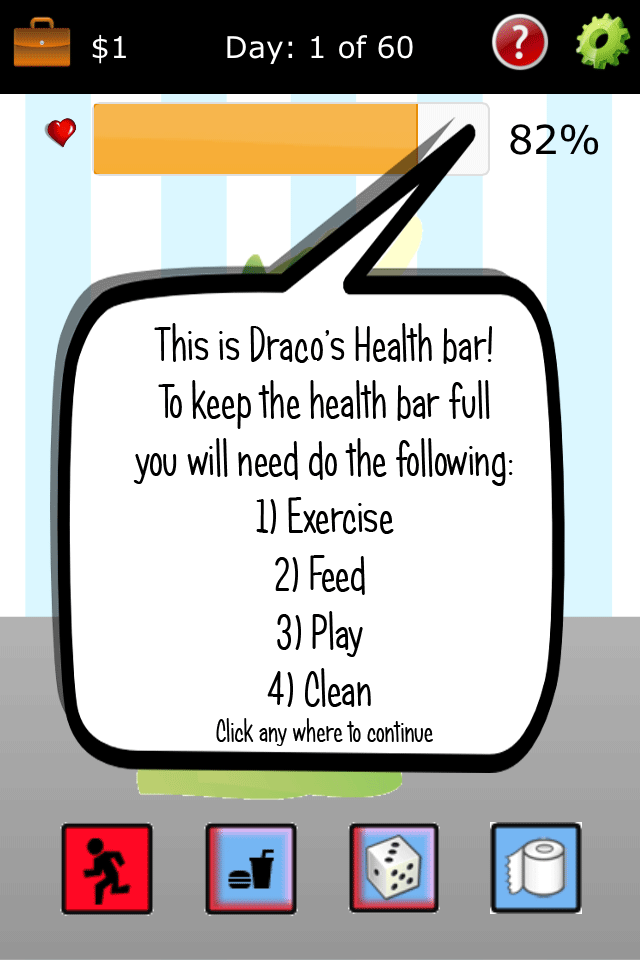 $1 Day: 1 of 60 ?
82%
This is Draco's Health bar!
To keep the health bar full
you will need do the following:
1) Exercise
2) Feed
3) Play
4) Clean
Click any where to continue